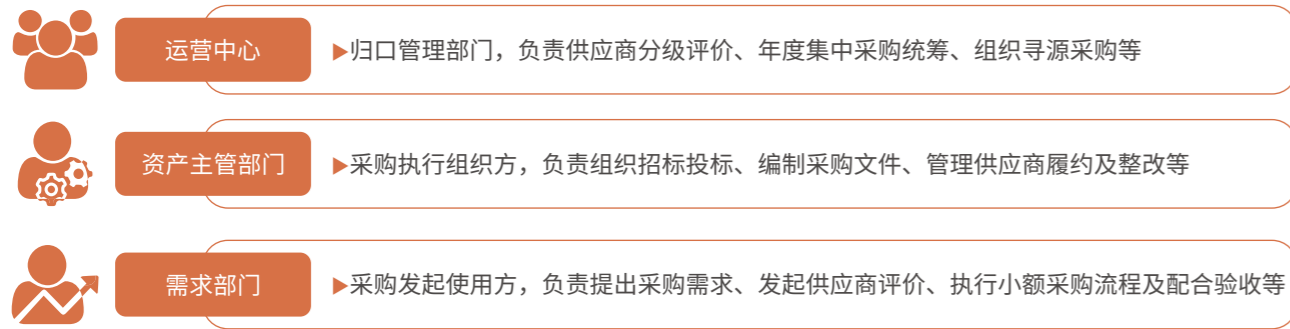 运营中心
▶归口管理部门，负责供应商分级评价、年度集中采购统筹、组织寻源采购等
资产主管部门
▶采购执行组织方，负责组织招标投标、编制采购文件、管理供应商履约及整改等
需求部门
▶采购发起使用方，负责提出采购需求、发起供应商评价、执行小额采购流程及配合验收等